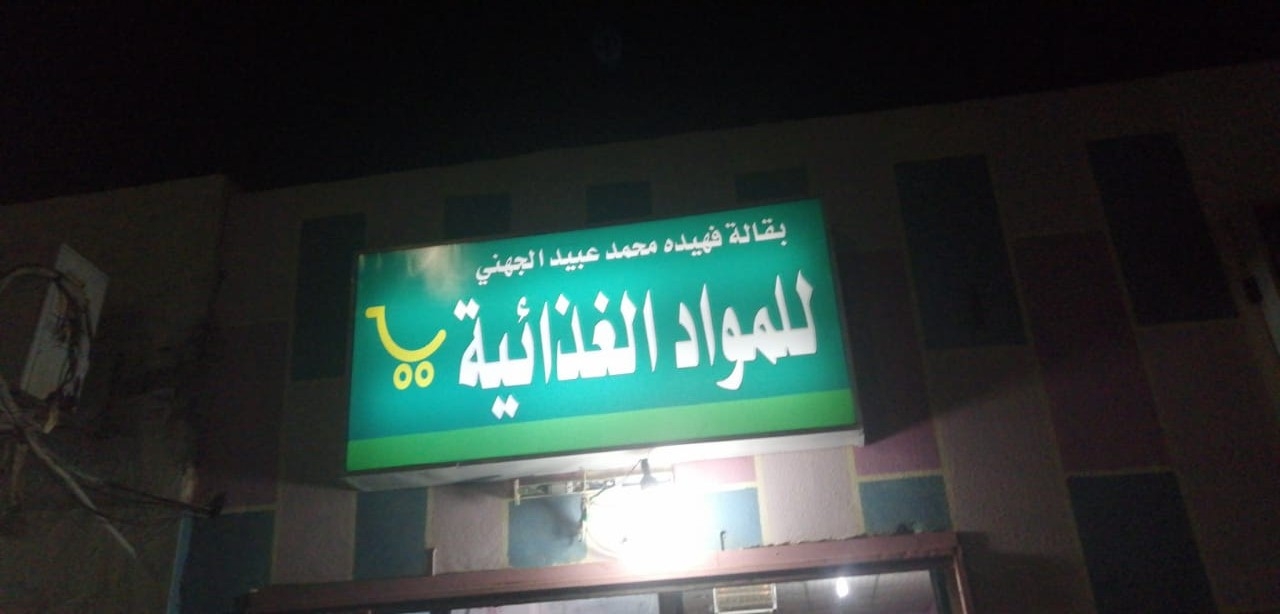 بقالة فهيده محمد عبيد الجهني
للمواد الغذائية